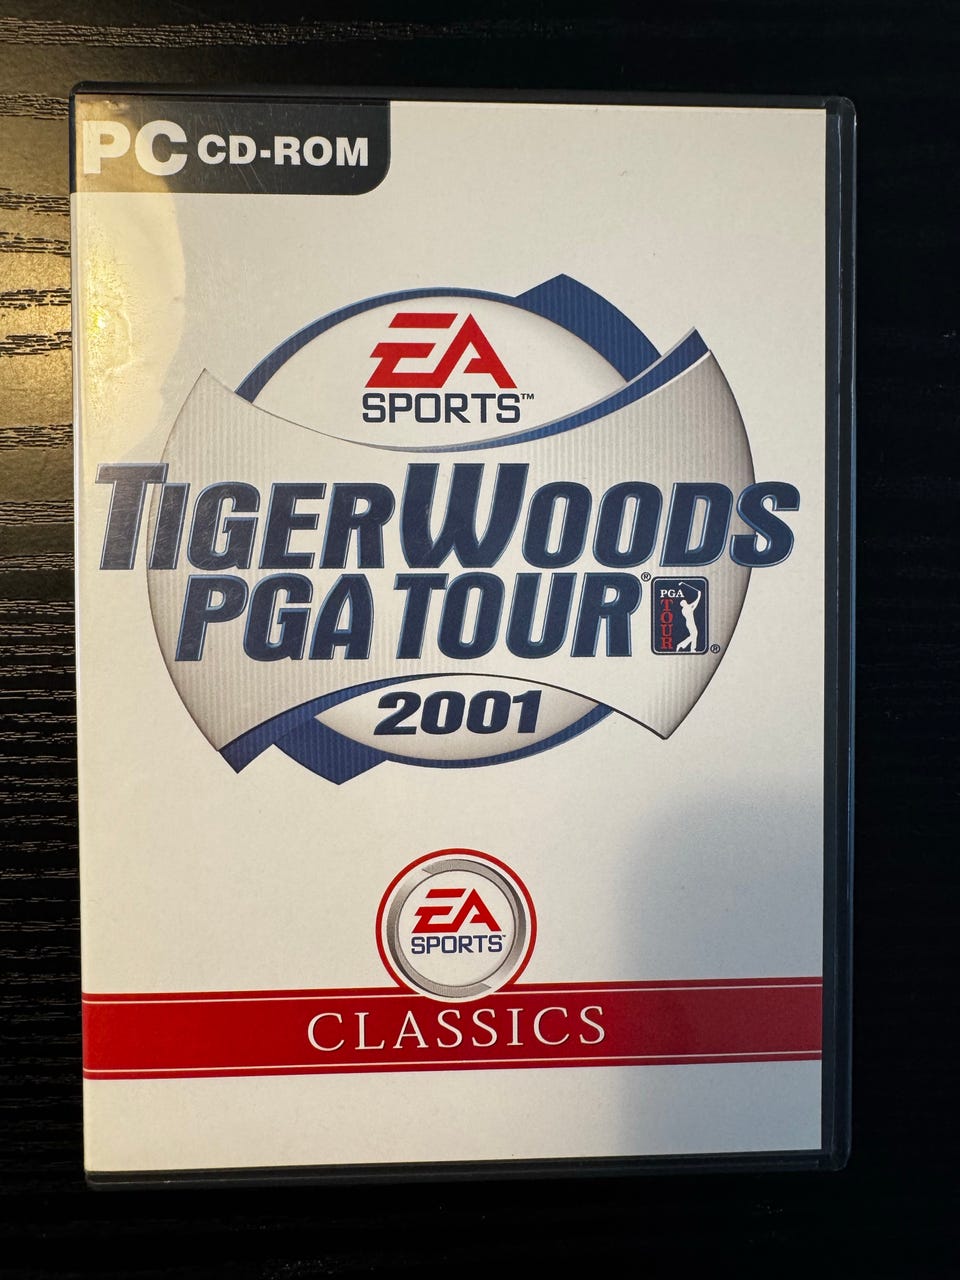 PC CD-ROM
EA
SPORTS™
TIGER WOODS
PGA TOUR®
PGA
TOUR
®
2001
EA
SPORTS™
CLASSICS